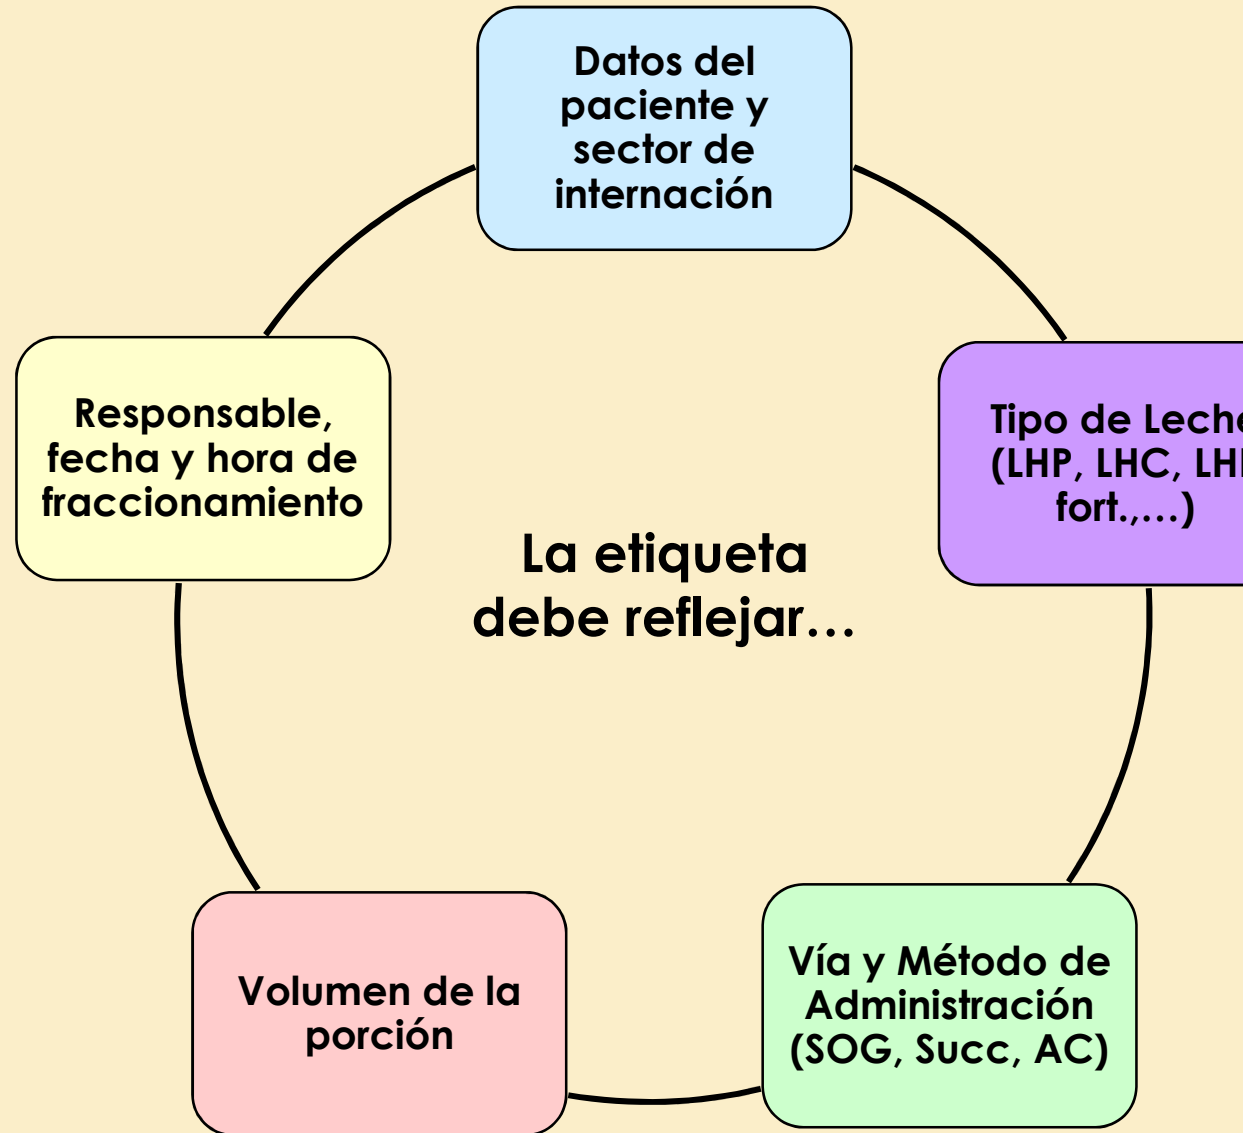 Datos del
paciente y
sector de
internación
Tipo de Leche
(LHP, LHC,
fort.,…)
Vía y Método de
Administración
(SOG, Succ, AC)
Volumen de la
porción
Responsable,
fecha y hora de
fraccionamiento
La etiqueta
debe reflejar…